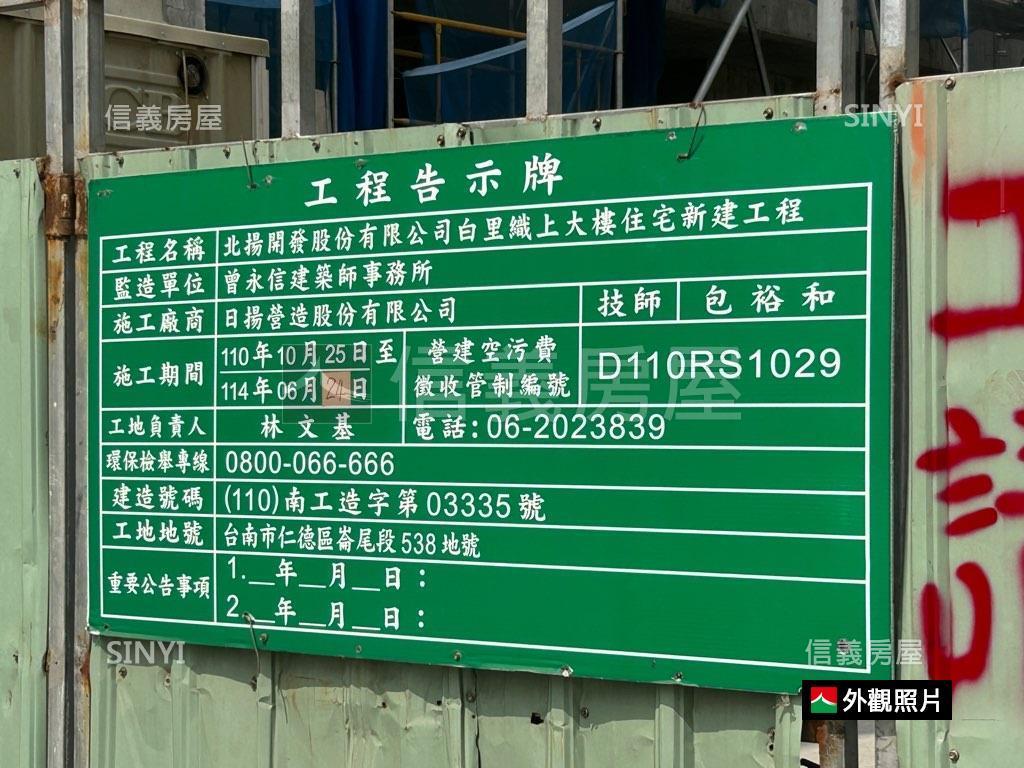 信義房屋
SINYI
工程告示牌
工程名稱 北揚開發股份有限公司白里織上大樓住宅新建工程
監造單位 曾永信建築師事務所
施工廠商 日揚營造股份有限公司 技師 包裕和
施工期間 110年10月25日至 114年06月24日 營建空污費 徵收管制編號 D110RS1029
信義房屋
工地負責人 林文基 電話:06-2023839
環保檢舉專線 0800-066-666
建造號碼 (110)南工造字第03335號
工地地號 台南市仁德區崙尾段538地號
重要公告事項 1.__年__月__日:
2.__年__月__日:
SINYI
信義房屋
外觀照片